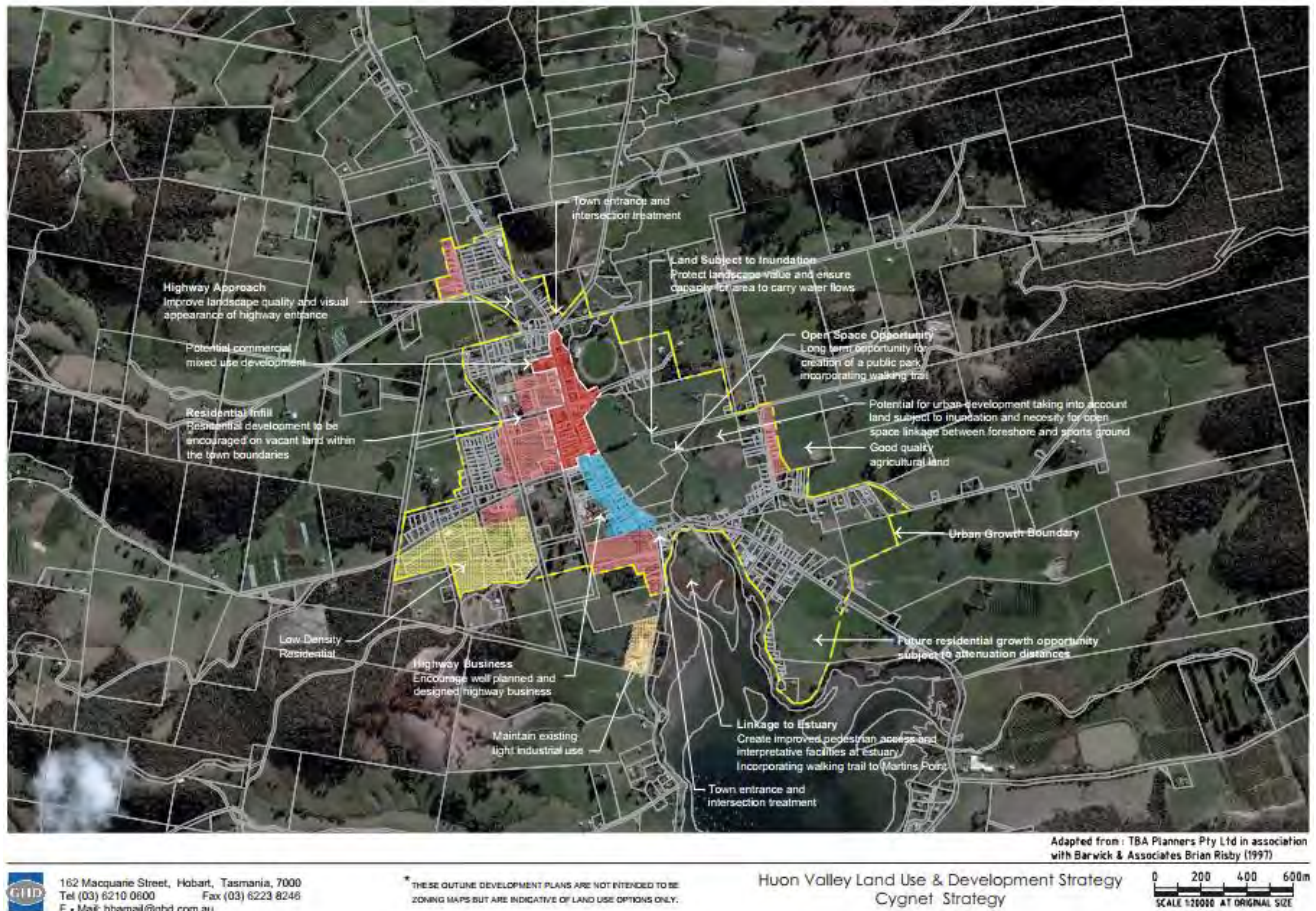 Town entrance and
intersection treatment
Land Subject to Inundation
Protect landscape value and ensure
capacity for area to carry water flows
Highway Approach
Improve landscape quality and visual
appearance of highway entrance
Open Space Opportunity
Long term opportunity for
creation of a public park
incorporating walking trail
Potential commercial
mixed use development
Residential Infill
Residential development to be
encouraged on vacant land within
the town boundaries
Potential for urban development taking into account
land subject to inundation and necesity for open
space linkage between foreshore and sports ground
Good quality
agricultural land
Urban Growth Boundary
Low Density
Residential
Future residential growth opportunity
subject to attenuation distances
Highway Business
Encourage well planned and
designed highway business
Maintain existing
light industrial use
Linkage to Estuary
Create improved pedestrian access and
interpretative facilities at estuary.
Incorporating walking trail to Martins Point
Town entrance and
intersection treatment
Adapted from : TBA Planners Pty Ltd in association
with Barwick & Associates Brian Risby (1997)
GHD
162 Macquarie Street, Hobart, Tasmania, 7000
Tel (03) 6210 0600 Fax (03) 6223 8246
E - Mail: hbamail@ghd.com.au
* THESE OUTLINE DEVELOPMENT PLANS ARE NOT INTENDED TO BE
ZONING MAPS BUT ARE INDICATIVE OF LAND USE OPTIONS ONLY.
Huon Valley Land Use & Development Strategy
Cygnet Strategy
0 200 400 600m
SCALE 1:20000 AT ORIGINAL SIZE